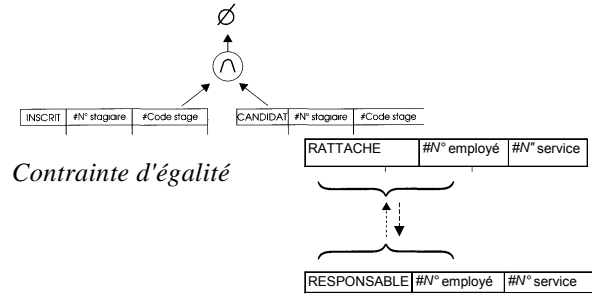 ∅
∩
INSCRIT #N° stagiaire #Code stage CANDIDAT #N° stagiaire #Code stage
RATTACHE #N° employé #N" service
Contrainte d'égalité
RESPONSABLE #N° employé #N° service